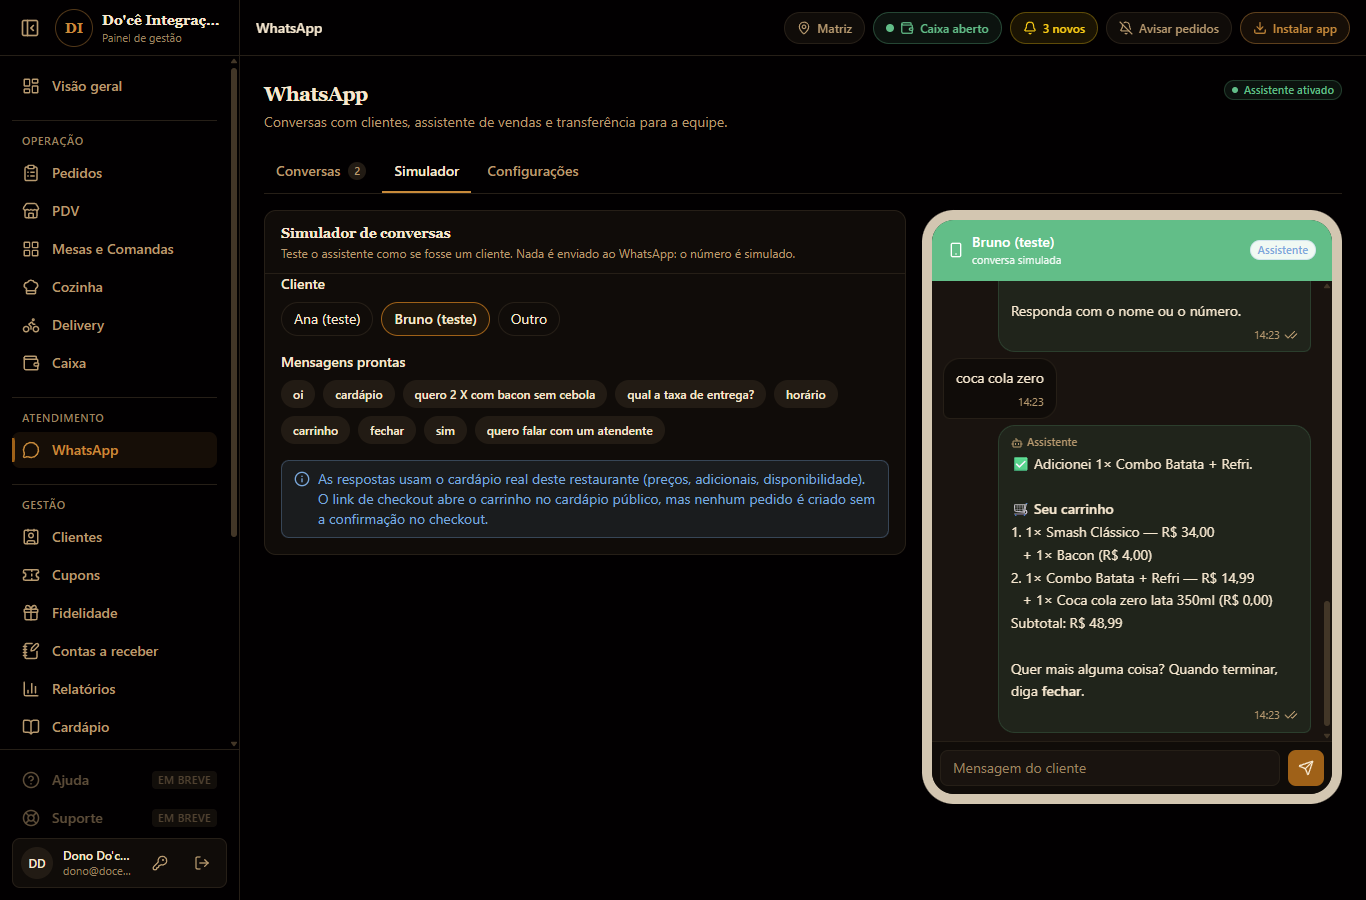 DI
Do'cê Integraç...
Painel de gestão
WhatsApp
Matriz
Caixa aberto
3 novos
Avisar pedidos
Instalar app
Visão geral
OPERAÇÃO
Pedidos
PDV
Mesas e Comandas
Cozinha
Delivery
Caixa
ATENDIMENTO
WhatsApp
GESTÃO
Clientes
Cupons
Fidelidade
Contas a receber
Relatórios
Cardápio
Ajuda
EM BREVE
Suporte
EM BREVE
DD
Dono Do'c...
dono@doce...
WhatsApp
Assistente ativado
Conversas com clientes, assistente de vendas e transferência para a equipe.
Conversas 2
Simulador
Configurações
Simulador de conversas
Teste o assistente como se fosse um cliente. Nada é enviado ao WhatsApp: o número é simulado.
Cliente
Ana (teste)
Bruno (teste)
Outro
Mensagens prontas
oi
cardápio
quero 2 X com bacon sem cebola
qual a taxa de entrega?
horário
carrinho
fechar
sim
quero falar com um atendente
As respostas usam o cardápio real deste restaurante (preços, adicionais, disponibilidade).
O link de checkout abre o carrinho no cardápio público, mas nenhum pedido é criado sem
a confirmação no checkout.
Bruno (teste)
conversa simulada
Assistente
Responda com o nome ou o número.
14:23
coca cola zero
14:23
Assistente
✅ Adicionei 1× Combo Batata + Refri.
🛒 Seu carrinho
1. 1× Smash Clássico — R$ 34,00
+ 1× Bacon (R$ 4,00)
2. 1× Combo Batata + Refri — R$ 14,99
+ 1× Coca cola zero lata 350ml (R$ 0,00)
Subtotal: R$ 48,99
Quer mais alguma coisa? Quando terminar,
diga fechar.
14:23
Mensagem do cliente